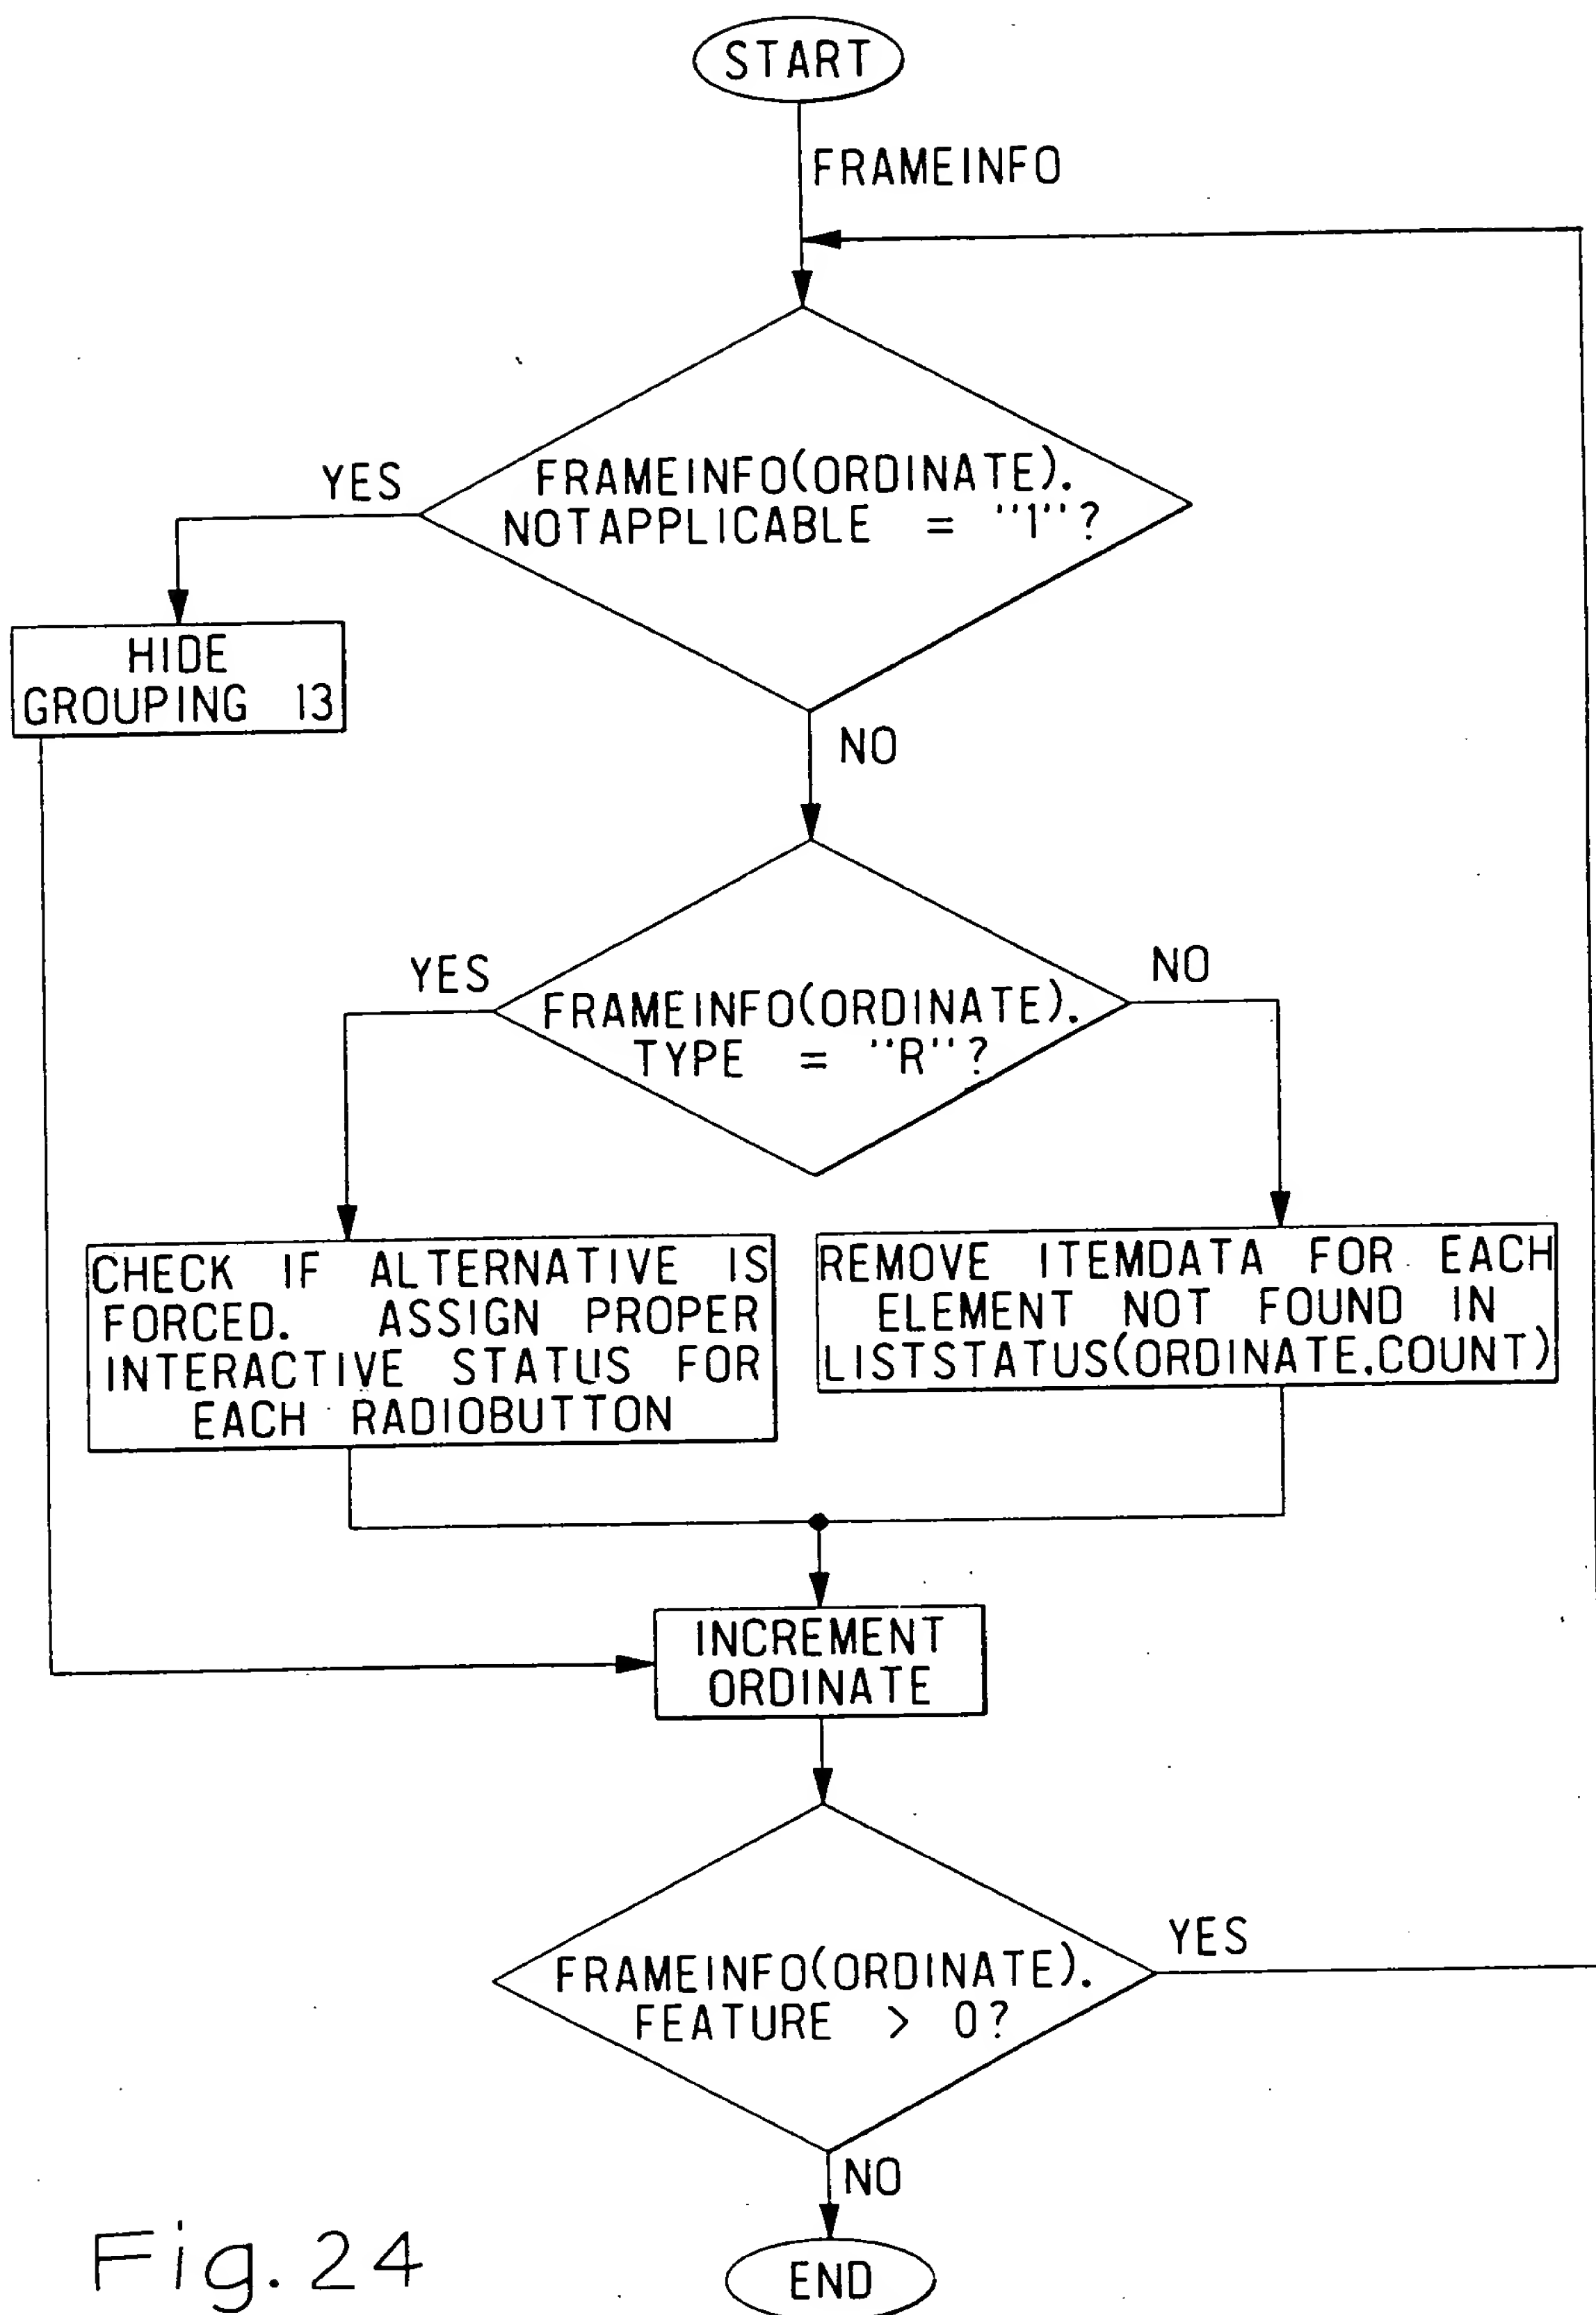 START
FRAMEINFO
YES
FRAMEINFO(ORDINATE).
NOTAPPLICABLE = "1"?
HIDE
GROUPING 13
NO
YES
NO
FRAMEINFO(ORDINATE).
TYPE = "R"?
CHECK IF ALTERNATIVE IS
FORCED. ASSIGN PROPER
INTERACTIVE STATUS FOR
EACH RADIOBUTTON
REMOVE ITEMDATA FOR EACH
ELEMENT NOT FOUND IN
LISTSTATUS(ORDINATE.COUNT)
INCREMENT
ORDINATE
YES
FRAMEINFO(ORDINATE).
FEATURE > 0?
NO
END
Fig. 24